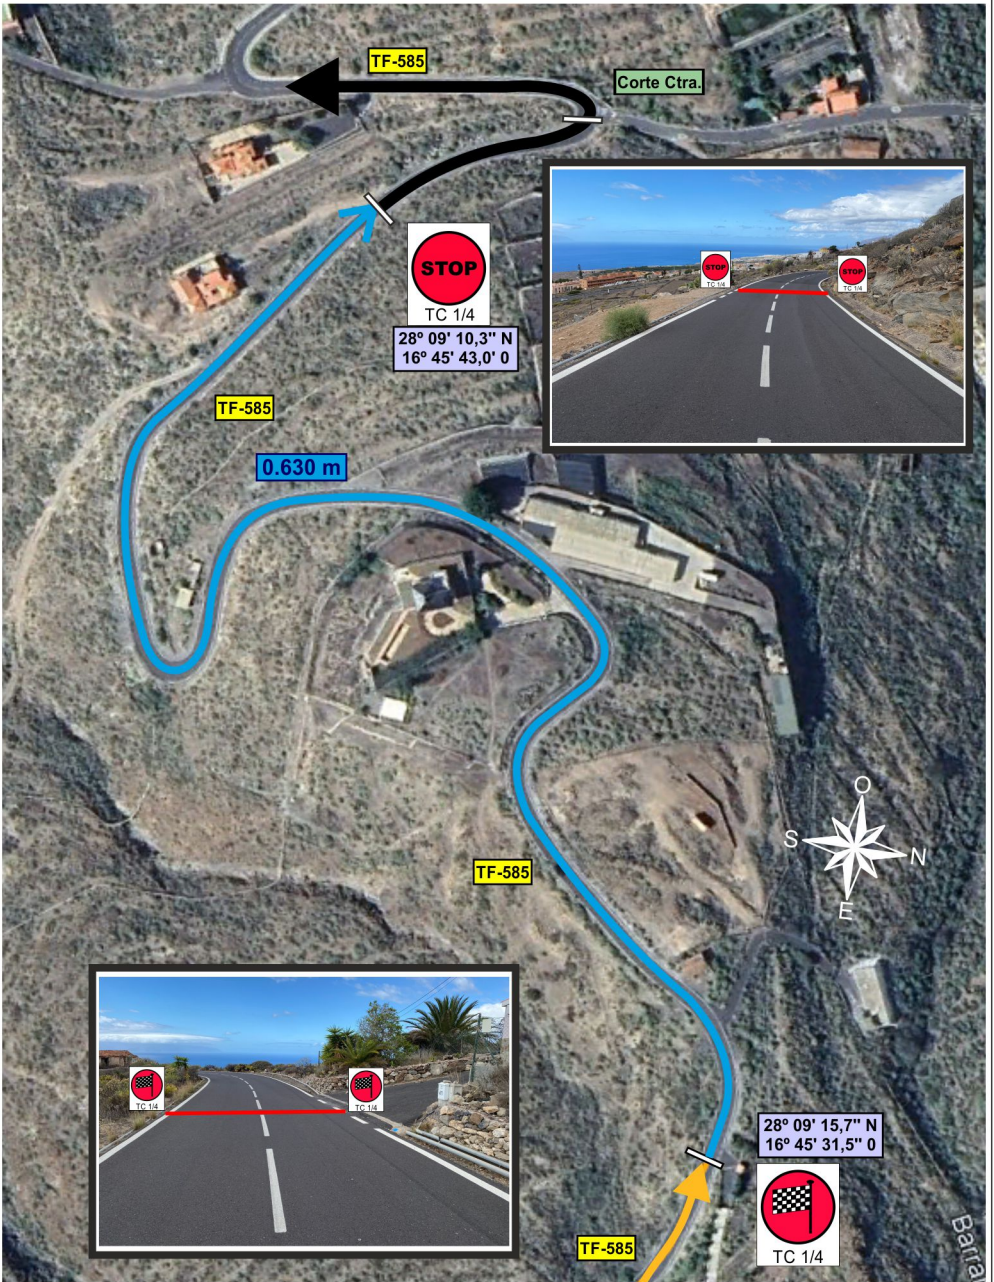 TF-585
Corte Ctra.
STOP
TC 1/4
28º 09' 10,3" N
16º 45' 43,0' 0
STOP
TC 1/4
STOP
TC 1/4
TF-585
0.630 m
O
S
N
E
TF-585
TC 1/4
TC 1/4
28º 09' 15,7" N
16º 45' 31,5" 0
TC 1/4
TF-585
Barra